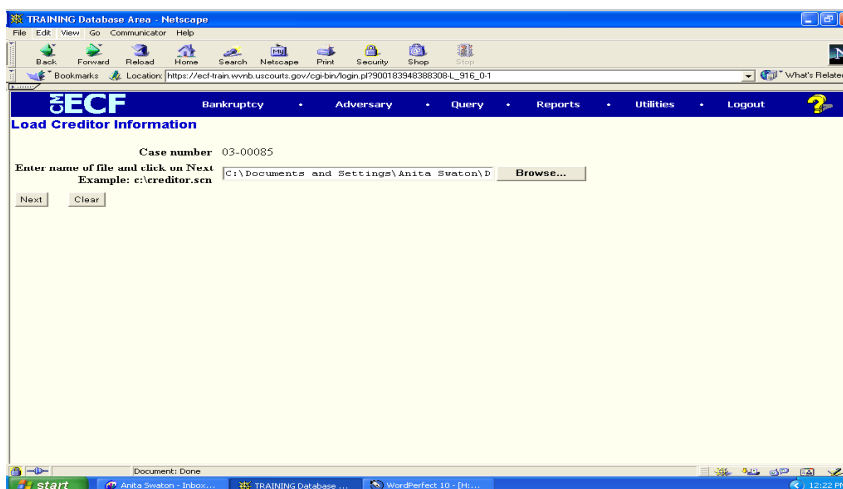 TRAINING Database Area - Netscape
File Edit View Go Communicator Help
Back Forward Reload Home Search Netscape Print Security Shop Stop
Bookmarks Location: https://ecf-train.wvnb.uscourts.gov/cgi-bin/login.pl?900183948388308-L_916_0-1 What's Relate
CM ECF Bankruptcy • Adversary • Query • Reports • Utilities • Logout ?
Load Creditor Information
Case number 03-00085
Enter name of file and click on Next C:\Documents and Settings\Anita Swaton\D Browse...
Example: c:\creditor.scn
Next Clear
Document: Done
start Anita Swaton - Inbox... TRAINING Database ... WordPerfect 10 - [H:... 12:22 PM